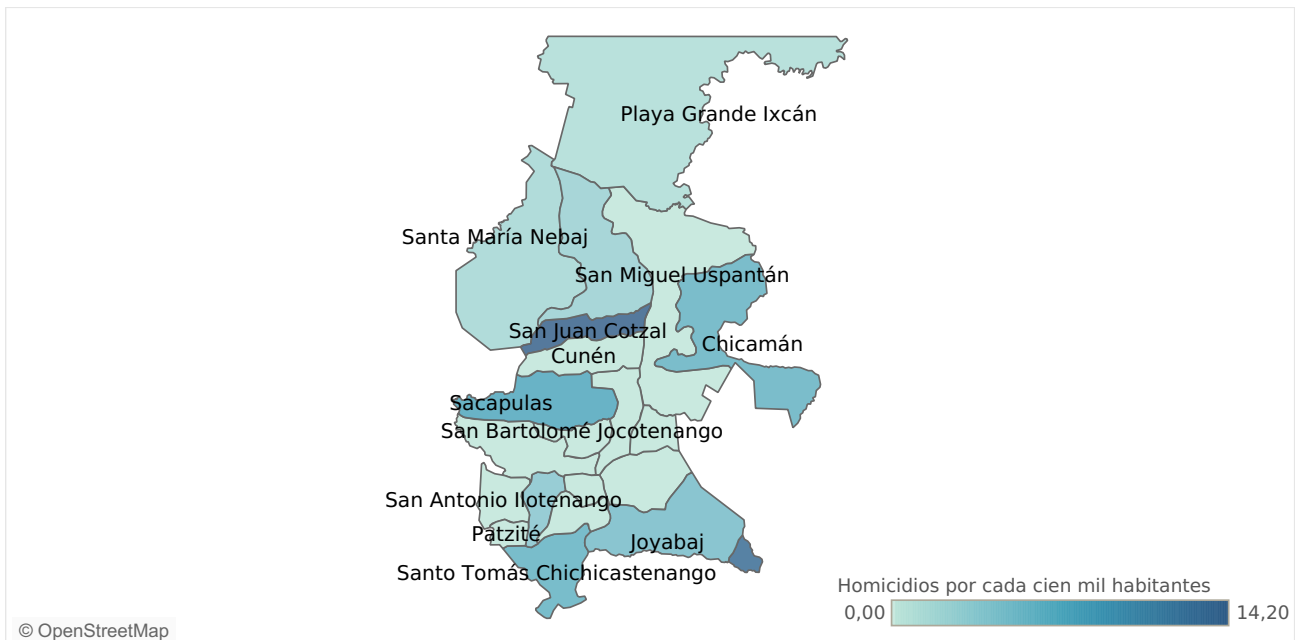 Playa Grande Ixcán
Santa María Nebaj
San Miguel Uspantán
San Juan Cotzal
Chicamán
Cunén
Sacapulas
San Bartolomé Jocotenango
San Antonio Ilotenango
Patzité
Joyabaj
Santo Tomás Chichicastenango
Homicidios por cada cien mil habitantes
0,00 14,20
© OpenStreetMap